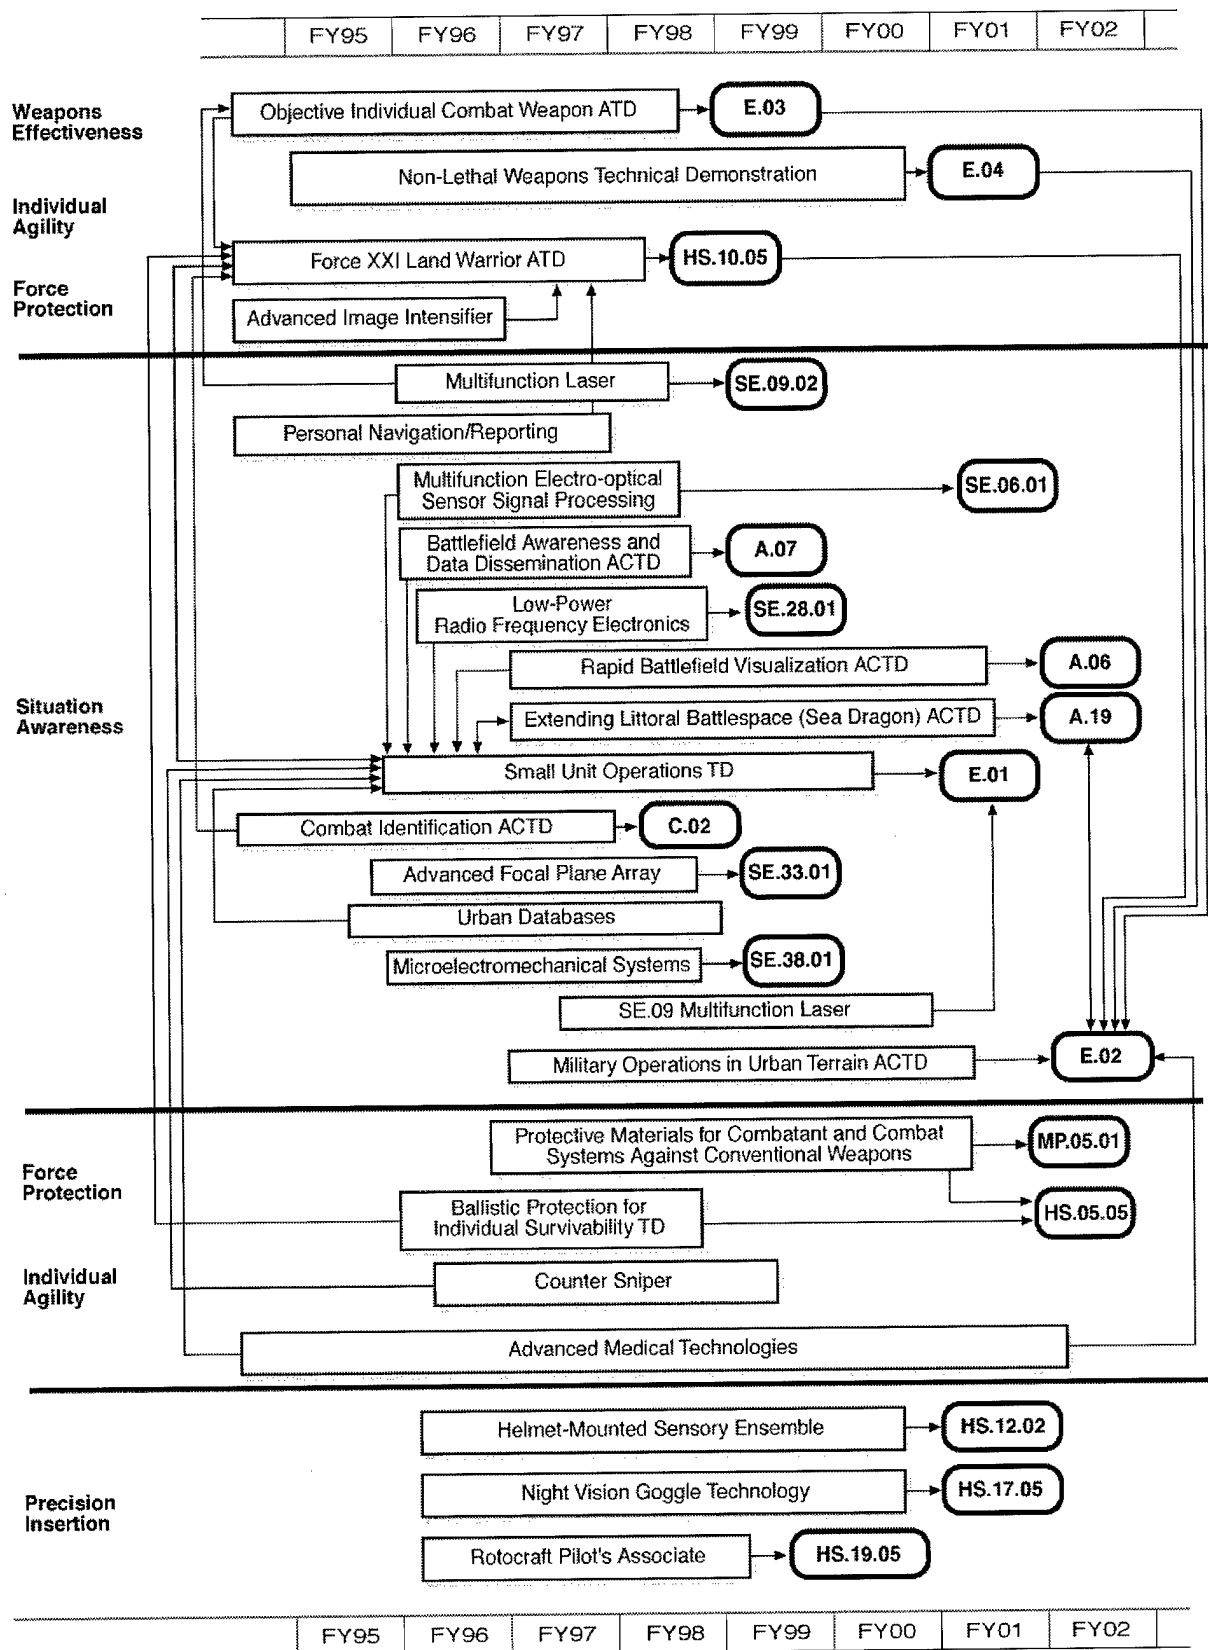 FY95 FY96 FY97 FY98 FY99 FY00 FY01 FY02
Weapons
Effectiveness
Objective Individual Combat Weapon ATD
E.03
Non-Lethal Weapons Technical Demonstration
E.04
Individual
Agility
Force XXI Land Warrior ATD
HS.10.05
Force
Protection
Advanced Image Intensifier
Multifunction Laser
SE.09.02
Personal Navigation/Reporting
Multifunction Electro-optical
Sensor Signal Processing
SE.06.01
Battlefield Awareness and
Data Dissemination ACTD
A.07
Low-Power
Radio Frequency Electronics
SE.28.01
Rapid Battlefield Visualization ACTD
A.06
Situation
Awareness
Extending Littoral Battlespace (Sea Dragon) ACTD
A.19
Small Unit Operations TD
E.01
Combat Identification ACTD
C.02
Advanced Focal Plane Array
SE.33.01
Urban Databases
Microelectromechanical Systems
SE.38.01
SE.09 Multifunction Laser
Military Operations in Urban Terrain ACTD
E.02
Protective Materials for Combatant and Combat
Systems Against Conventional Weapons
MP.05.01
Force
Protection
Ballistic Protection for
Individual Survivability TD
HS.05.05
Individual
Agility
Counter Sniper
Advanced Medical Technologies
Helmet-Mounted Sensory Ensemble
HS.12.02
Precision
Insertion
Night Vision Goggle Technology
HS.17.05
Rotocraft Pilot's Associate
HS.19.05
FY95 FY96 FY97 FY98 FY99 FY00 FY01 FY02